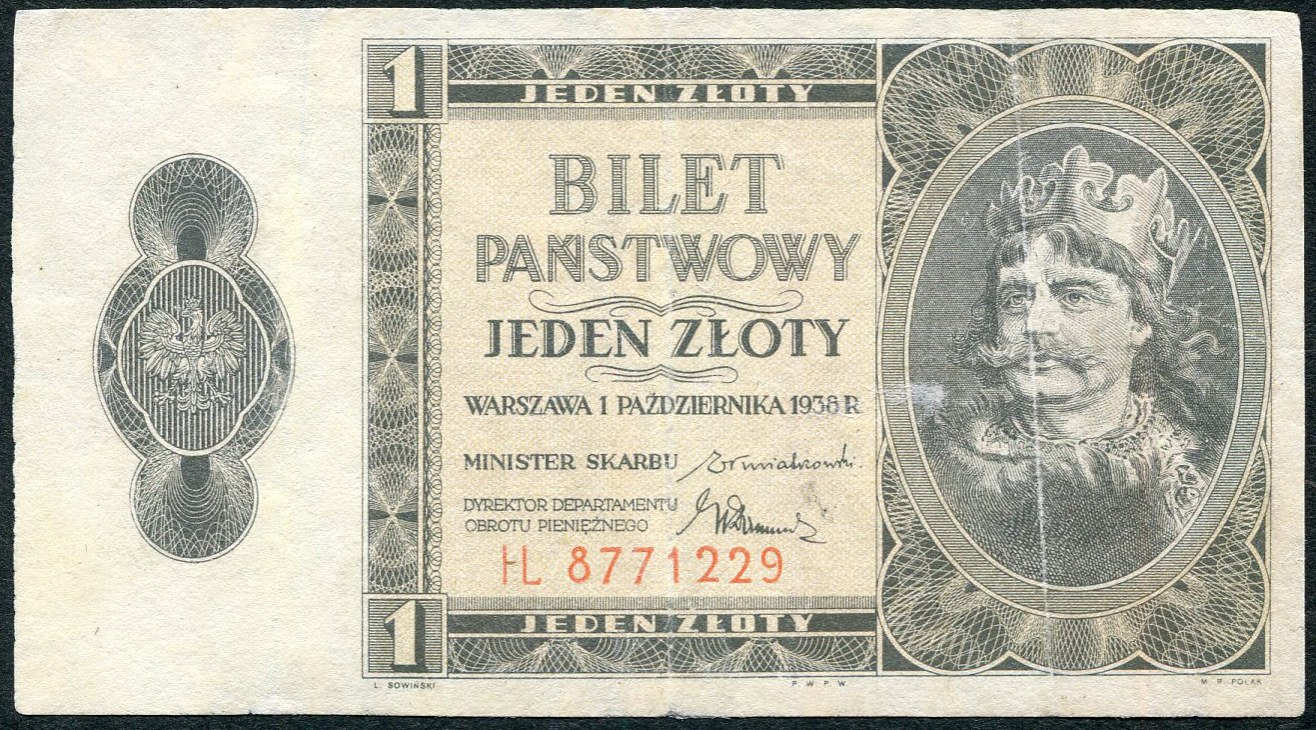 1
JEDEN ZŁOTY
BILET
PAŃSTWOWY
JEDEN ZŁOTY
WARSZAWA 1 PAŹDZIERNIKA 1938 R
MINISTER SKARBU
DYREKTOR DEPARTAMENTU
OBROTU PIENIĘŻNEGO
HL 8771229
1
JEDEN ZŁOTY
L. SOWIŃSKI
P. W. P. W.
M. R. POLAK